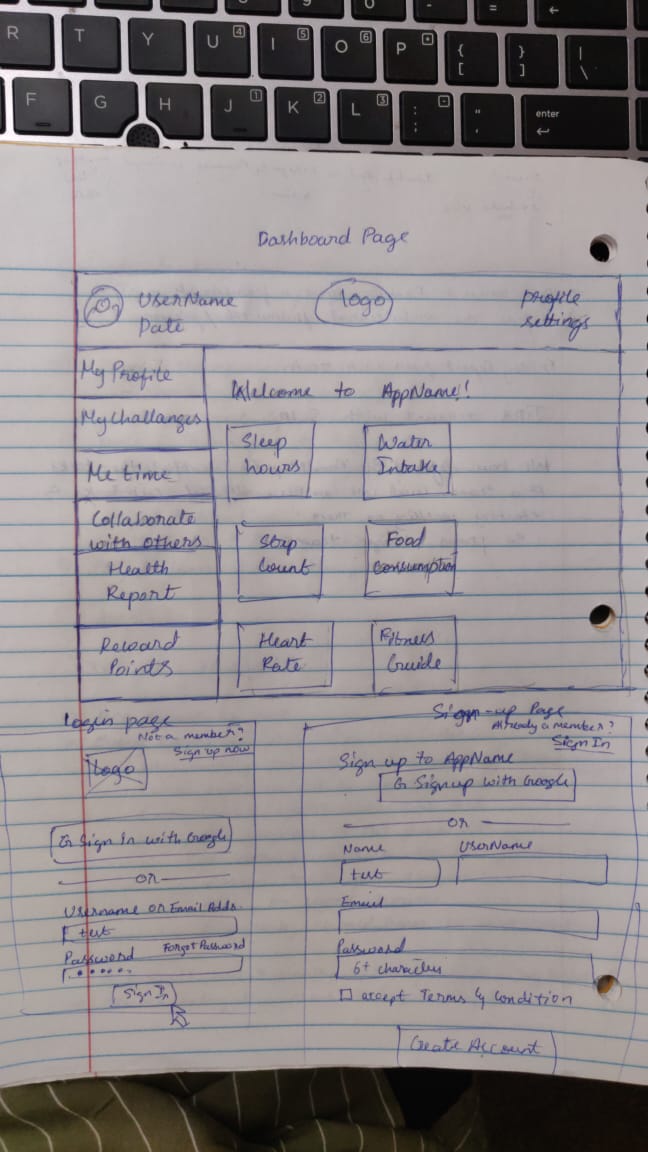 R T Y U 4 I 5 O 6 P * { [ } ] | \
F G H J 1 K 2 L 3 : ; - " ' enter
Dashboard Page
UserName
Date
logo
profile
settings
My Profile
My Challanges
Me time
Collaborate
with others
Health
Report
Reward
Points
Welcome to AppName!
Sleep
hours
Water
Intake
Step
Count
Food
consumption
Heart
Rate
Fitness
Guide
login page
Not a member?
Sign up now
logo
G Sign In with Google
OR
Username or Email Addr.
text
Password Forgot Password
Sign In
Sign-up Page
Already a member?
Sign In
Sign up to AppName
G Signup with Google
OR
Name UserName
text
Email
Password
6+ characters
accept Terms & Condition
Create Account